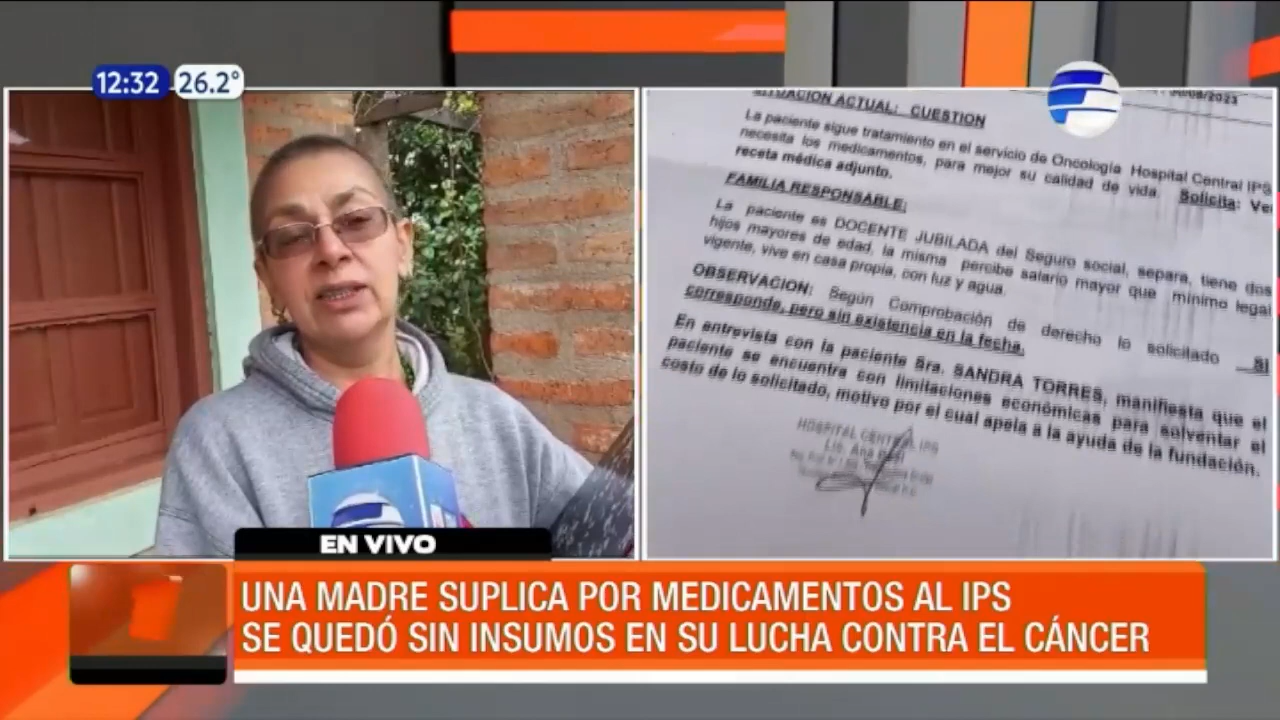 12:32 26.2°
30/08/2023
SITUACION ACTUAL: CUESTION
La paciente sigue tratamiento en el servicio de Oncología Hospital Central IPS
necesita los medicamentos, para mejor su calidad de vida. Solicita: Ver
receta médica adjunto.
FAMILIA RESPONSABLE:
La paciente es DOCENTE JUBILADA del Seguro social, separa, tiene dos
hijos mayores de edad, la misma percibe salario mayor que mínimo legal
vigente, vive en casa propia, con luz y agua.
OBSERVACION: Según Comprobación de derecho lo solicitado SI
corresponde, pero sin existencia en la fecha.
En entrevista con la paciente Sra. SANDRA TORRES, manifiesta que el
paciente se encuentra con limitaciones económicas para solventar el
costo de lo solicitado, motivo por el cual apela a la ayuda de la fundación.
HOSPITAL CENTRAL IPS
Lic. Ana
EN VIVO
UNA MADRE SUPLICA POR MEDICAMENTOS AL IPS
SE QUEDÓ SIN INSUMOS EN SU LUCHA CONTRA EL CÁNCER